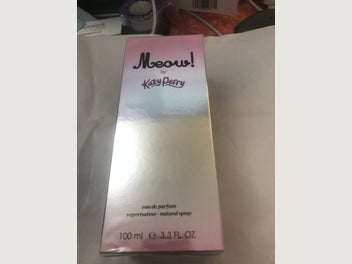 Meow!
by
Katy Perry
eau de parfum
vaporisateur · natural spray
100 ml ℮ 3.3 FL.OZ.